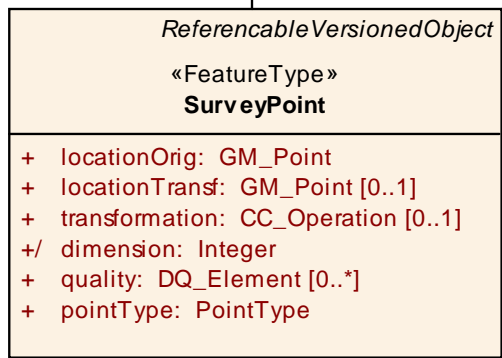 ReferencableVersionedObject
«FeatureType»
SurveyPoint
+ locationOrig: GM_Point
+ locationTransf: GM_Point [0..1]
+ transformation: CC_Operation [0..1]
+/ dimension: Integer
+ quality: DQ_Element [0..*]
+ pointType: PointType